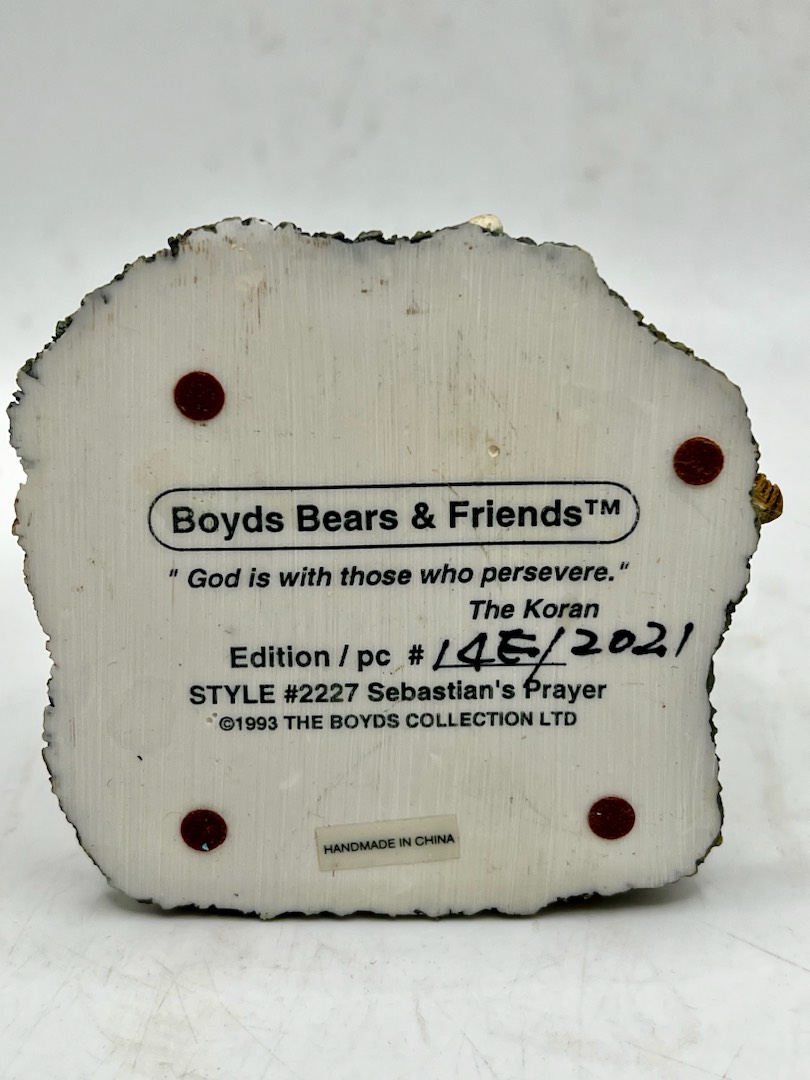 Boyds Bears & Friends™
" God is with those who persevere."
The Koran
Edition / pc # 14E/2021
STYLE #2227 Sebastian's Prayer
©1993 THE BOYDS COLLECTION LTD
HANDMADE IN CHINA